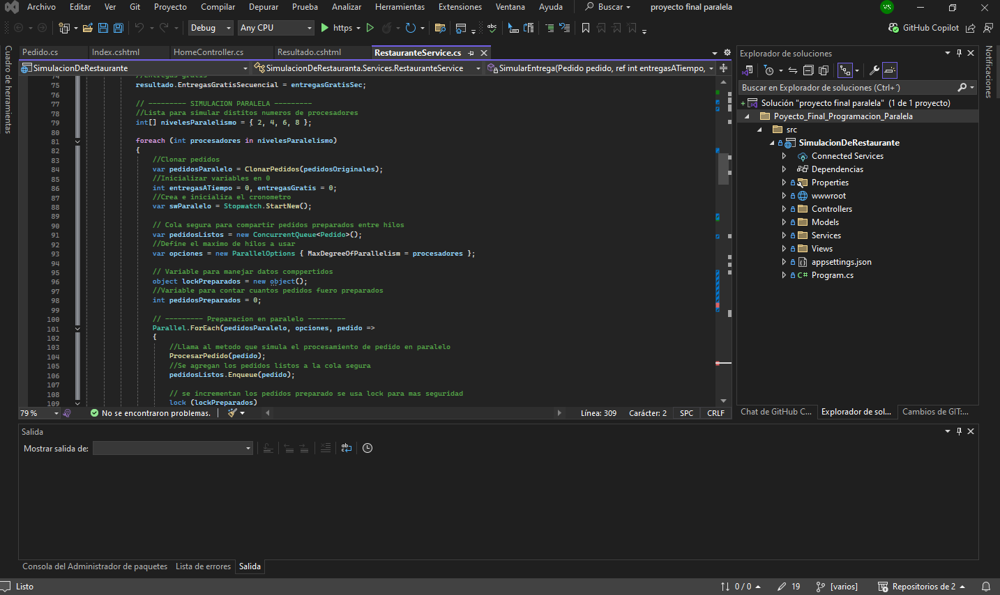 Archivo Editar Ver Git Proyecto Compilar Depurar Prueba Analizar Herramientas Extensiones Ventana Ayuda Buscar proyecto final paralela VS
Debug Any CPU https GitHub Copilot
Cuadro de herramientas
Notificaciones
Pedido.cs Index.cshtml HomeController.cs Resultado.cshtml RestauranteService.cs
SimulacionDeRestaurante SimulacionDeRestauranta.Services.RestauranteService SimularEntrega(Pedido pedido, ref int entregasATiempo,
74 //Entregas gratis
75 resultado.EntregasGratisSecuencial = entregasGratisSec;
76
77 // --------- SIMULACION PARALELA ---------
78 //Lista para simular distitos numeros de procesadores
79 int[] nivelesParalelismo = { 2, 4, 6, 8 };
80
81 foreach (int procesadores in nivelesParalelismo)
82 {
83 //Clonar pedidos
84 var pedidosParalelo = ClonarPedidos(pedidosOriginales);
85 //Inicializar variables en 0
86 int entregasATiempo = 0, entregasGratis = 0;
87 //Crea e inicializa el cronometro
88 var swParalelo = Stopwatch.StartNew();
89
90 // Cola segura para compartir pedidos preparados entre hilos
91 var pedidosListos = new ConcurrentQueue<Pedido>();
92 //Define el maximo de hilos a usar
93 var opciones = new ParallelOptions { MaxDegreeOfParallelism = procesadores };
94
95 // Variable para manejar datos comppertidos
96 object lockPreparados = new object();
97 //Variable para contar cuantos pedidos fuero preparados
98 int pedidosPreparados = 0;
99
100 // --------- Preparacion en paralelo ---------
101 Parallel.ForEach(pedidosParalelo, opciones, pedido =>
102 {
103 //Llama al metodo que simula el procesamiento de pedido en paralelo
104 ProcesarPedido(pedido);
105 //Se agregan los pedidos listos a la cola segura
106 pedidosListos.Enqueue(pedido);
107
108 // se incrementan los pedidos preparado se usa lock para mas seguridad
109 lock (lockPreparados)
79 % No se encontraron problemas. Línea: 309 Carácter: 2 SPC CRLF
Explorador de soluciones
Buscar en Explorador de soluciones (Ctrl+´)
Solución "proyecto final paralela" (1 de 1 proyecto)
Poyecto_Final_Programacion_Paralela
src
SimulacionDeRestaurante
Connected Services
Dependencias
Properties
wwwroot
Controllers
Models
Services
Views
appsettings.json
C# Program.cs
Chat de GitHub C... Explorador de sol... Cambios de GIT:...
Salida
Mostrar salida de:
Consola del Administrador de paquetes Lista de errores Salida
Listo 0 / 0 19 [varios] Repositorios de 2